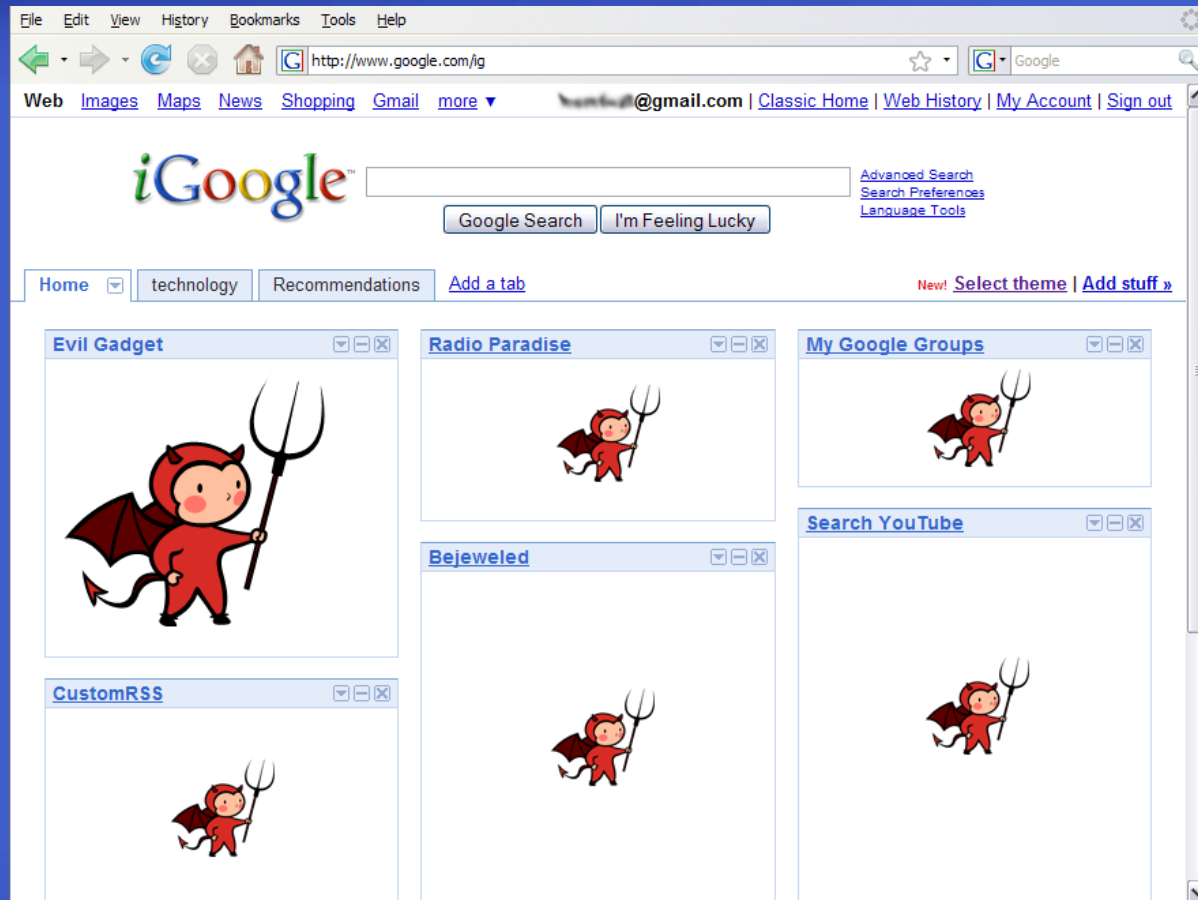 File Edit View History Bookmarks Tools Help
G http://www.google.com/ig G Google
Web Images Maps News Shopping Gmail more ▼ @gmail.com | Classic Home | Web History | My Account | Sign out
iGoogle™
Advanced Search
Search Preferences
Language Tools
Google Search I'm Feeling Lucky
Home technology Recommendations Add a tab New! Select theme | Add stuff »
Evil Gadget Radio Paradise My Google Groups
Search YouTube
Bejeweled
CustomRSS